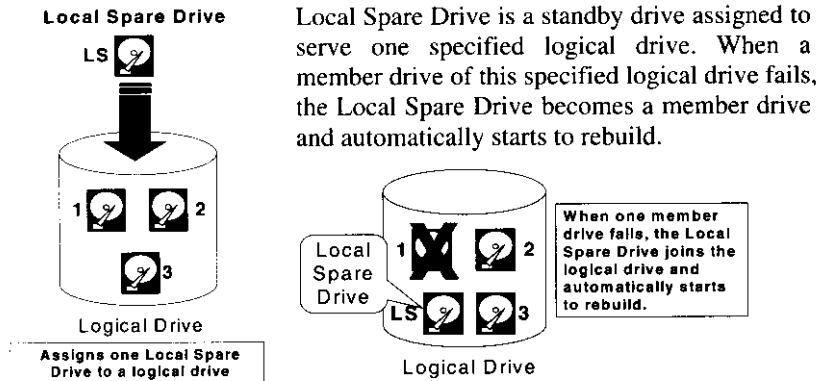 Local Spare Drive
LS
1
2
3
Logical Drive
Assigns one Local Spare
Drive to a logical drive
Local Spare Drive is a standby drive assigned to
serve one specified logical drive. When a
member drive of this specified logical drive fails,
the Local Spare Drive becomes a member drive
and automatically starts to rebuild.
Local
Spare
Drive
1
2
LS
3
Logical Drive
When one member
drive fails, the Local
Spare Drive joins the
logical drive and
automatically starts
to rebuild.